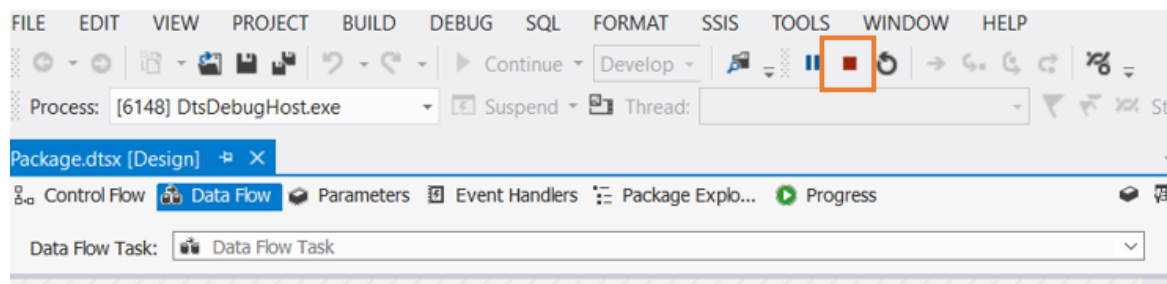 FILE EDIT VIEW PROJECT BUILD DEBUG SQL FORMAT SSIS TOOLS WINDOW HELP
Continue Develop
Process: [6148] DtsDebugHost.exe Suspend Thread: St
Package.dtsx [Design]
Control Flow Data Flow Parameters Event Handlers Package Explo... Progress
Data Flow Task: Data Flow Task